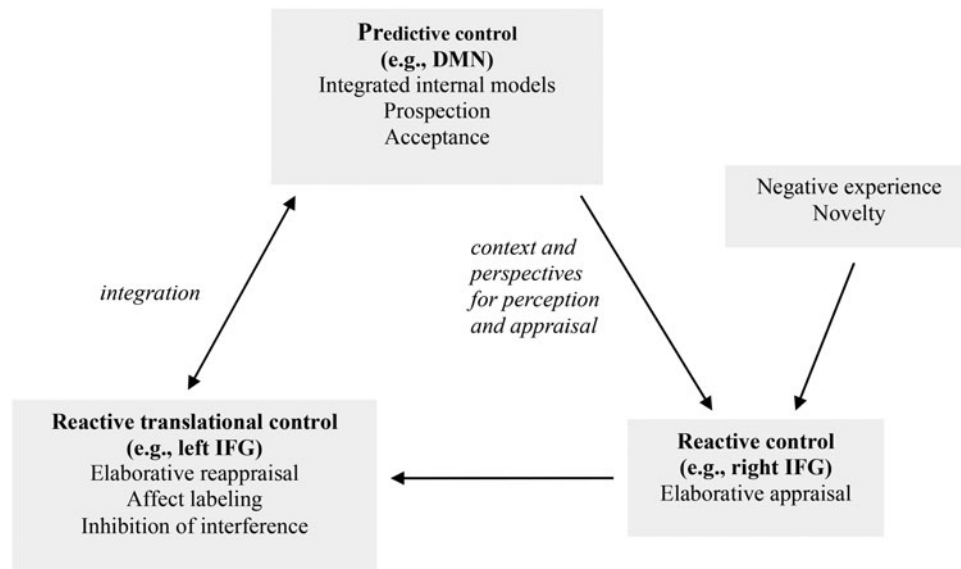 Predictive control
(e.g., DMN)
Integrated internal models
Prospection
Acceptance
Negative experience
Novelty
context and
perspectives
for perception
and appraisal
integration
Reactive translational control
(e.g., left IFG)
Elaborative reappraisal
Affect labeling
Inhibition of interference
Reactive control
(e.g., right IFG)
Elaborative appraisal